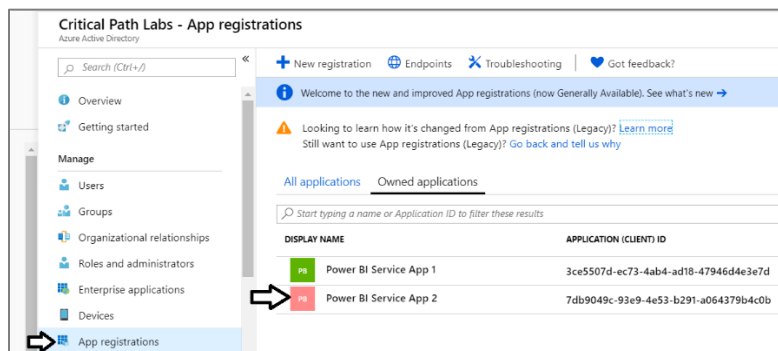 Critical Path Labs - App registrations
Azure Active Directory
Search (Ctrl+/)
«
Overview
Getting started
Manage
Users
Groups
Organizational relationships
Roles and administrators
Enterprise applications
Devices
App registrations
New registration Endpoints Troubleshooting Got feedback?
Welcome to the new and improved App registrations (now Generally Available). See what's new →
Looking to learn how it's changed from App registrations (Legacy)? Learn more
Still want to use App registrations (Legacy)? Go back and tell us why
All applications Owned applications
Start typing a name or Application ID to filter these results
DISPLAY NAME APPLICATION (CLIENT) ID
PB Power BI Service App 1 3ce5507d-ec73-4ab4-ad18-47946d4e3e7d
PB Power BI Service App 2 7db9049c-93e9-4e53-b291-a064379b4c0b